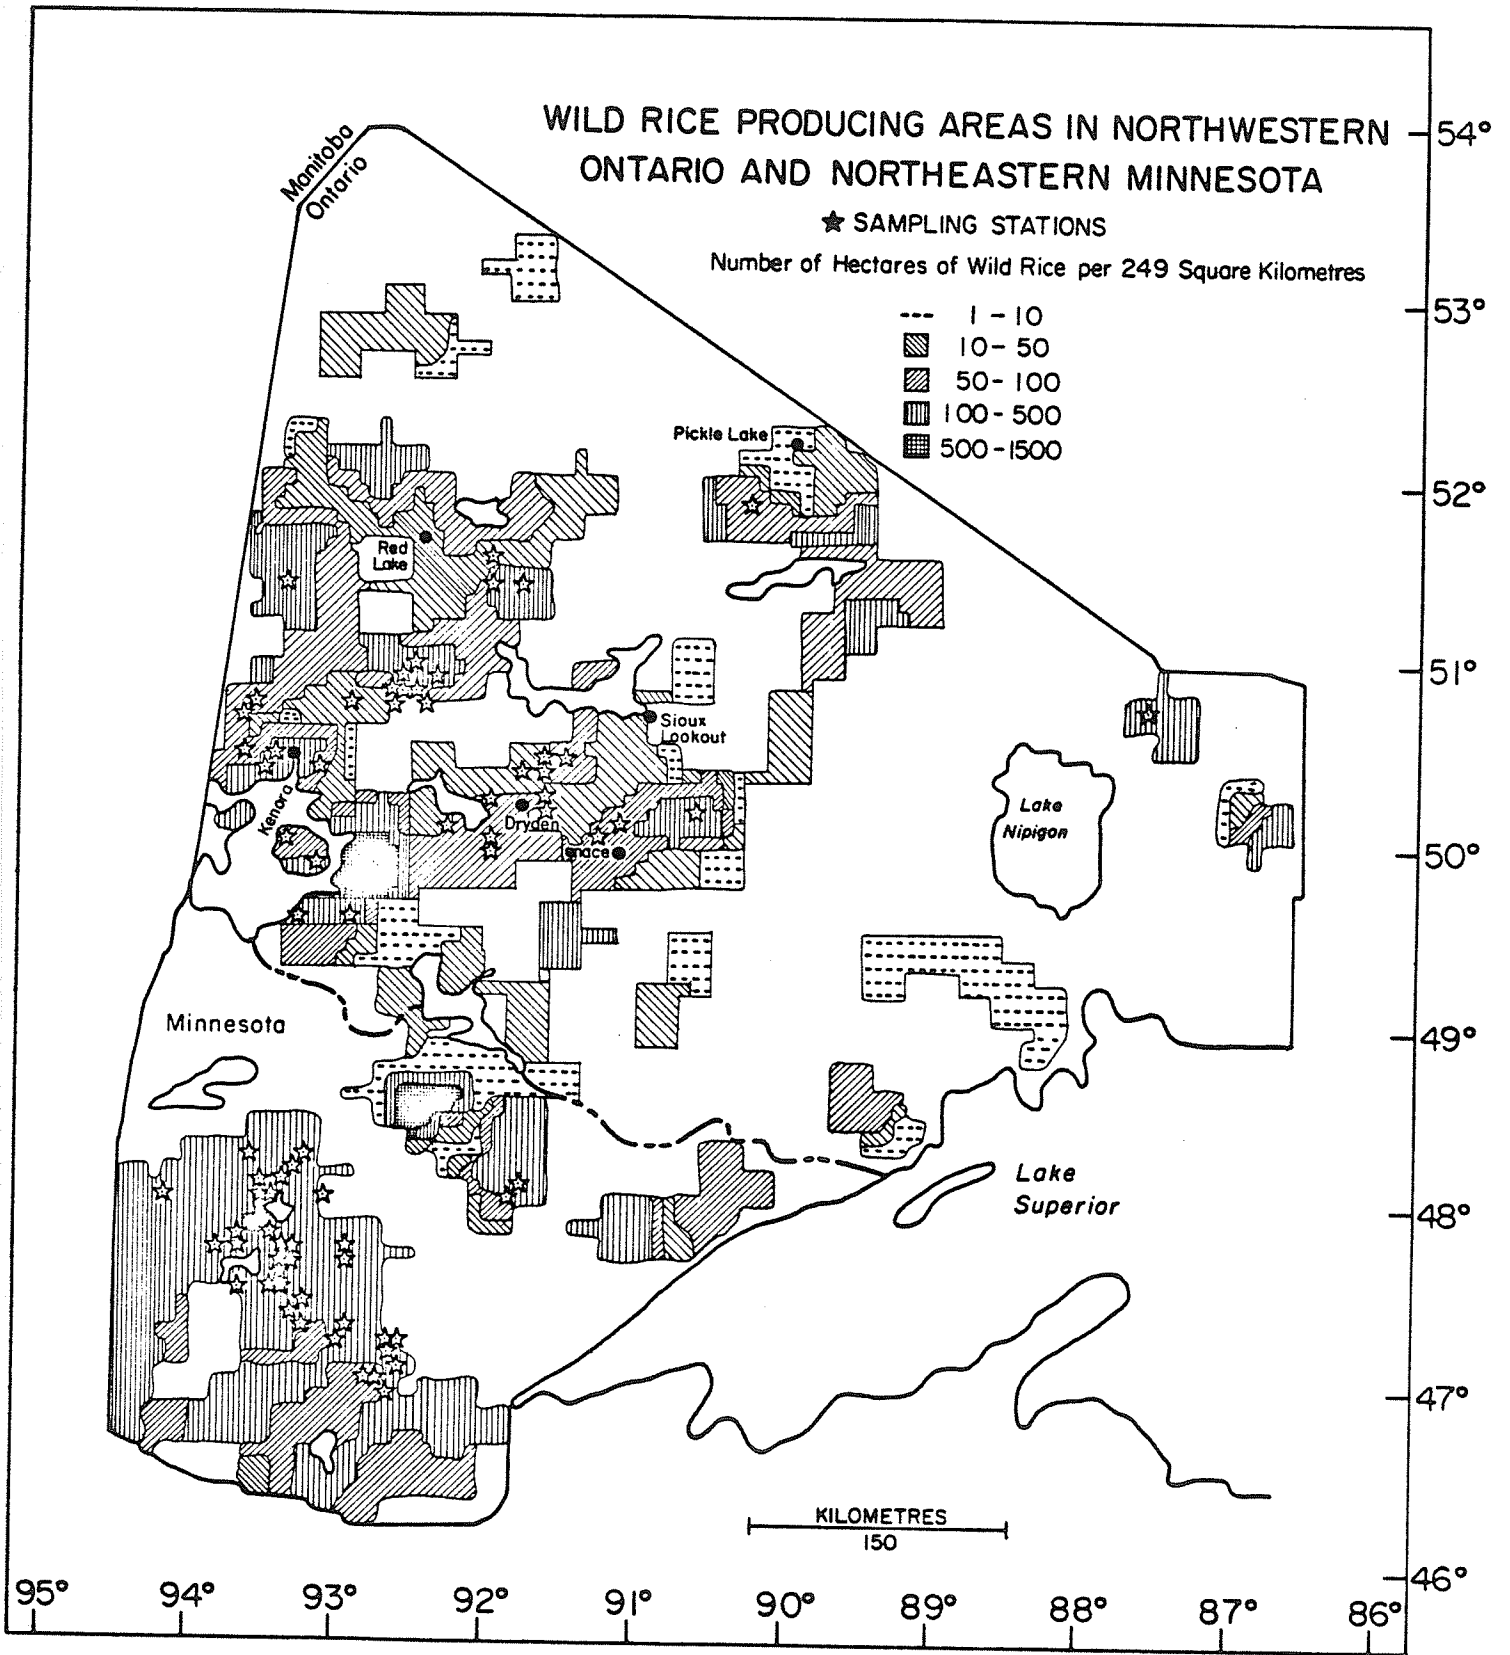 WILD RICE PRODUCING AREAS IN NORTHWESTERN
ONTARIO AND NORTHEASTERN MINNESOTA
★ SAMPLING STATIONS
Number of Hectares of Wild Rice per 249 Square Kilometres
1 - 10
10 - 50
50 - 100
100 - 500
500 - 1500
Manitoba
Ontario
Pickle Lake
Red
Lake
Sioux
Lookout
Kenora
Dryden
Lake
Nipigon
Minnesota
Lake
Superior
KILOMETRES
150
54°
53°
52°
51°
50°
49°
48°
47°
46°
95°
94°
93°
92°
91°
90°
89°
88°
87°
86°